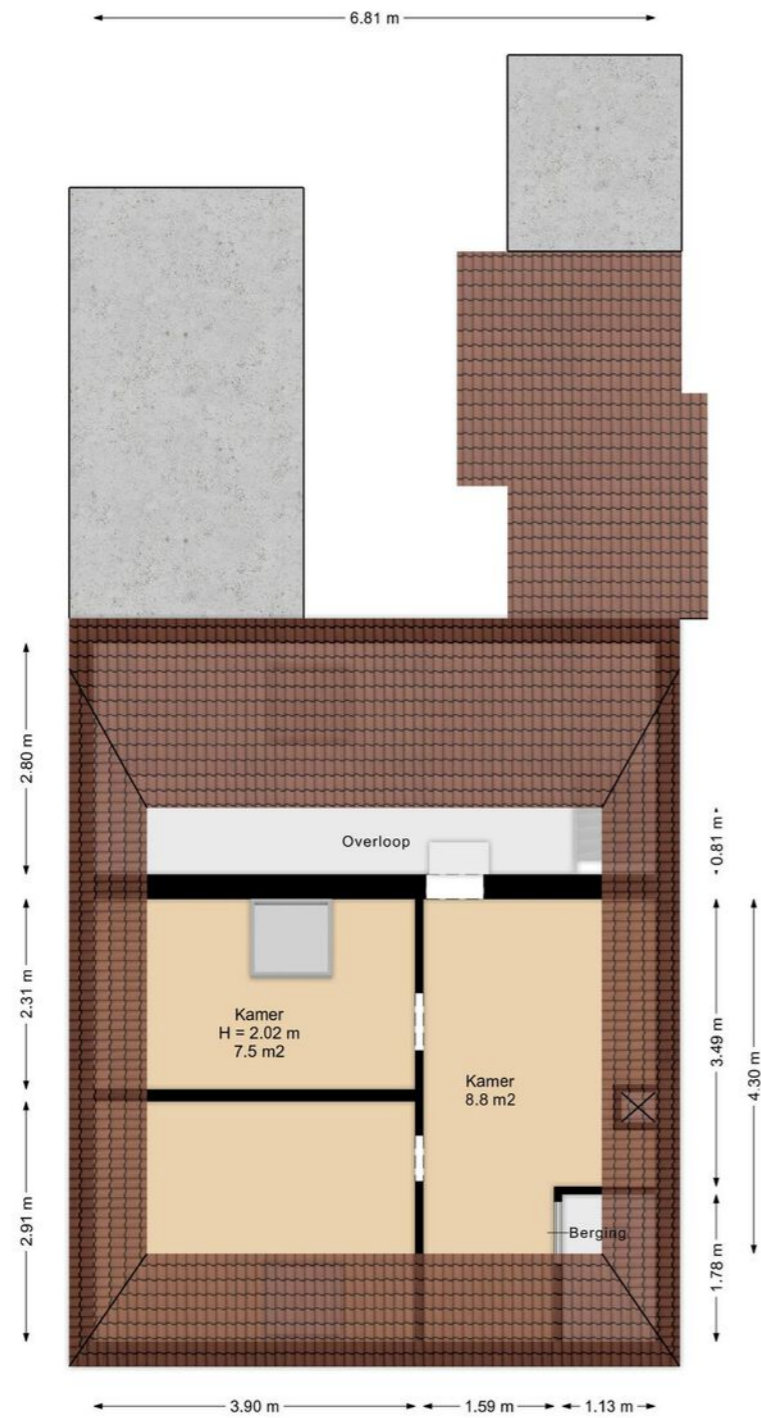 6.81 m
2.80 m
0.81 m
Overloop
2.31 m
Kamer
H = 2.02 m
7.5 m2
3.49 m
4.30 m
Kamer
8.8 m2
2.91 m
Berging
1.78 m
3.90 m
1.59 m
1.13 m